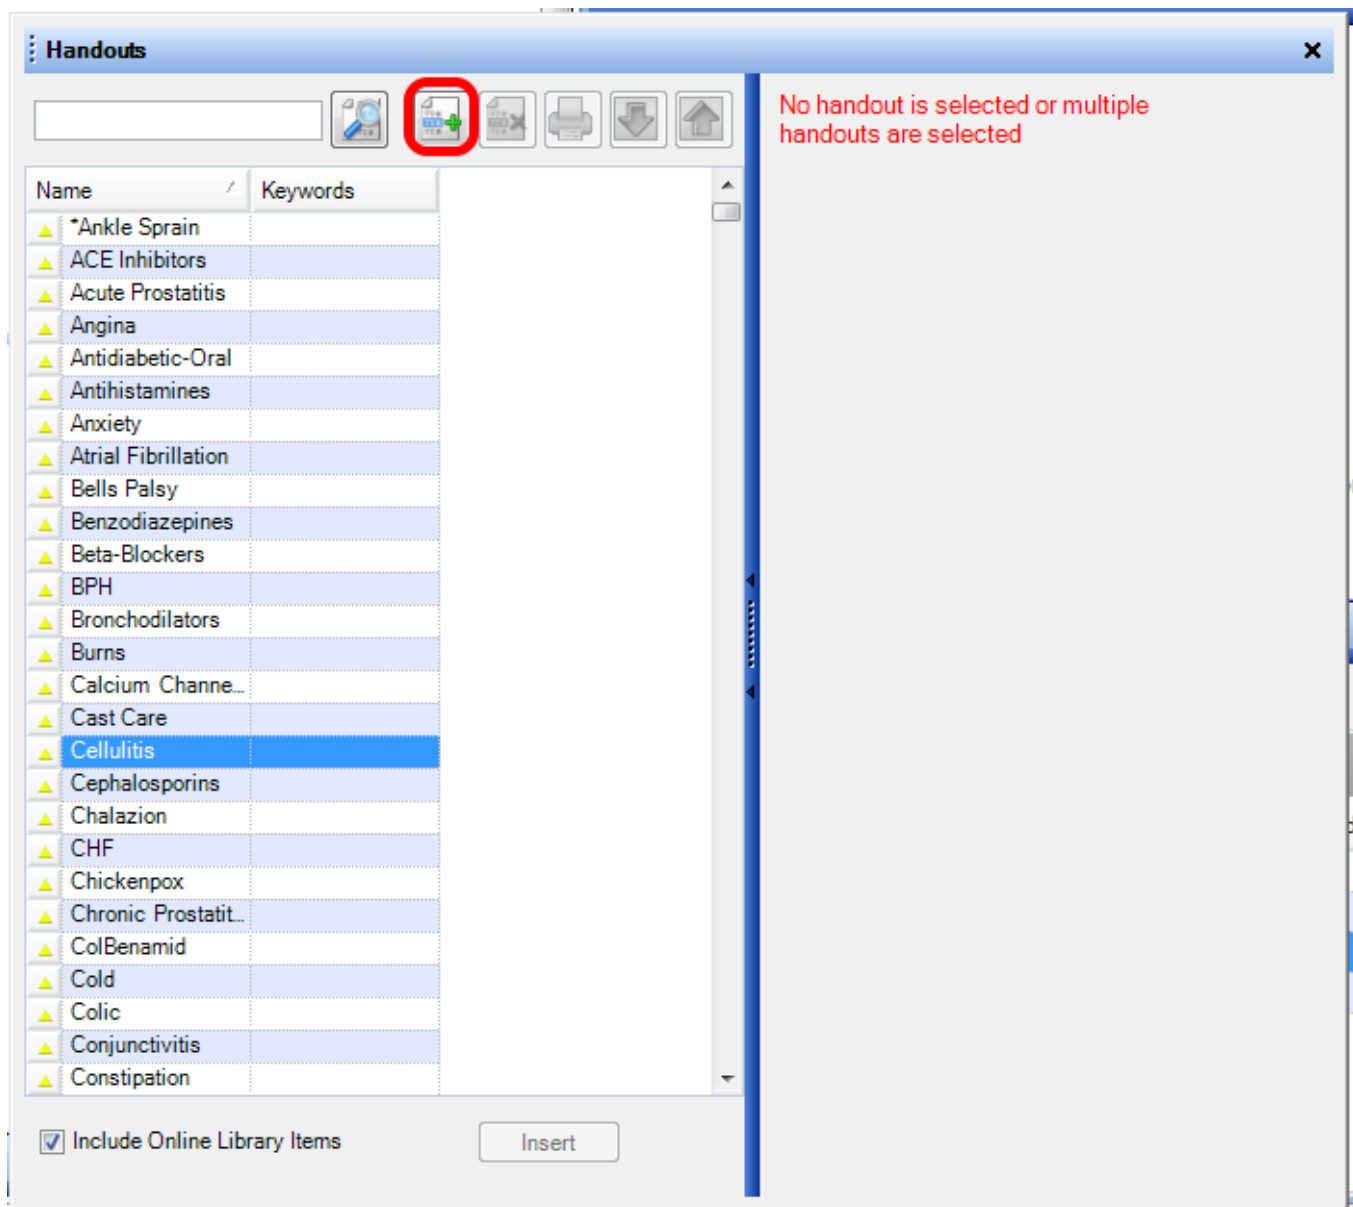 Handouts
No handout is selected or multiple
handouts are selected
Name Keywords
*Ankle Sprain
ACE Inhibitors
Acute Prostatitis
Angina
Antidiabetic-Oral
Antihistamines
Anxiety
Atrial Fibrillation
Bells Palsy
Benzodiazepines
Beta-Blockers
BPH
Bronchodilators
Burns
Calcium Channe...
Cast Care
Cellulitis
Cephalosporins
Chalazion
CHF
Chickenpox
Chronic Prostatit...
ColBenamid
Cold
Colic
Conjunctivitis
Constipation
Include Online Library Items Insert